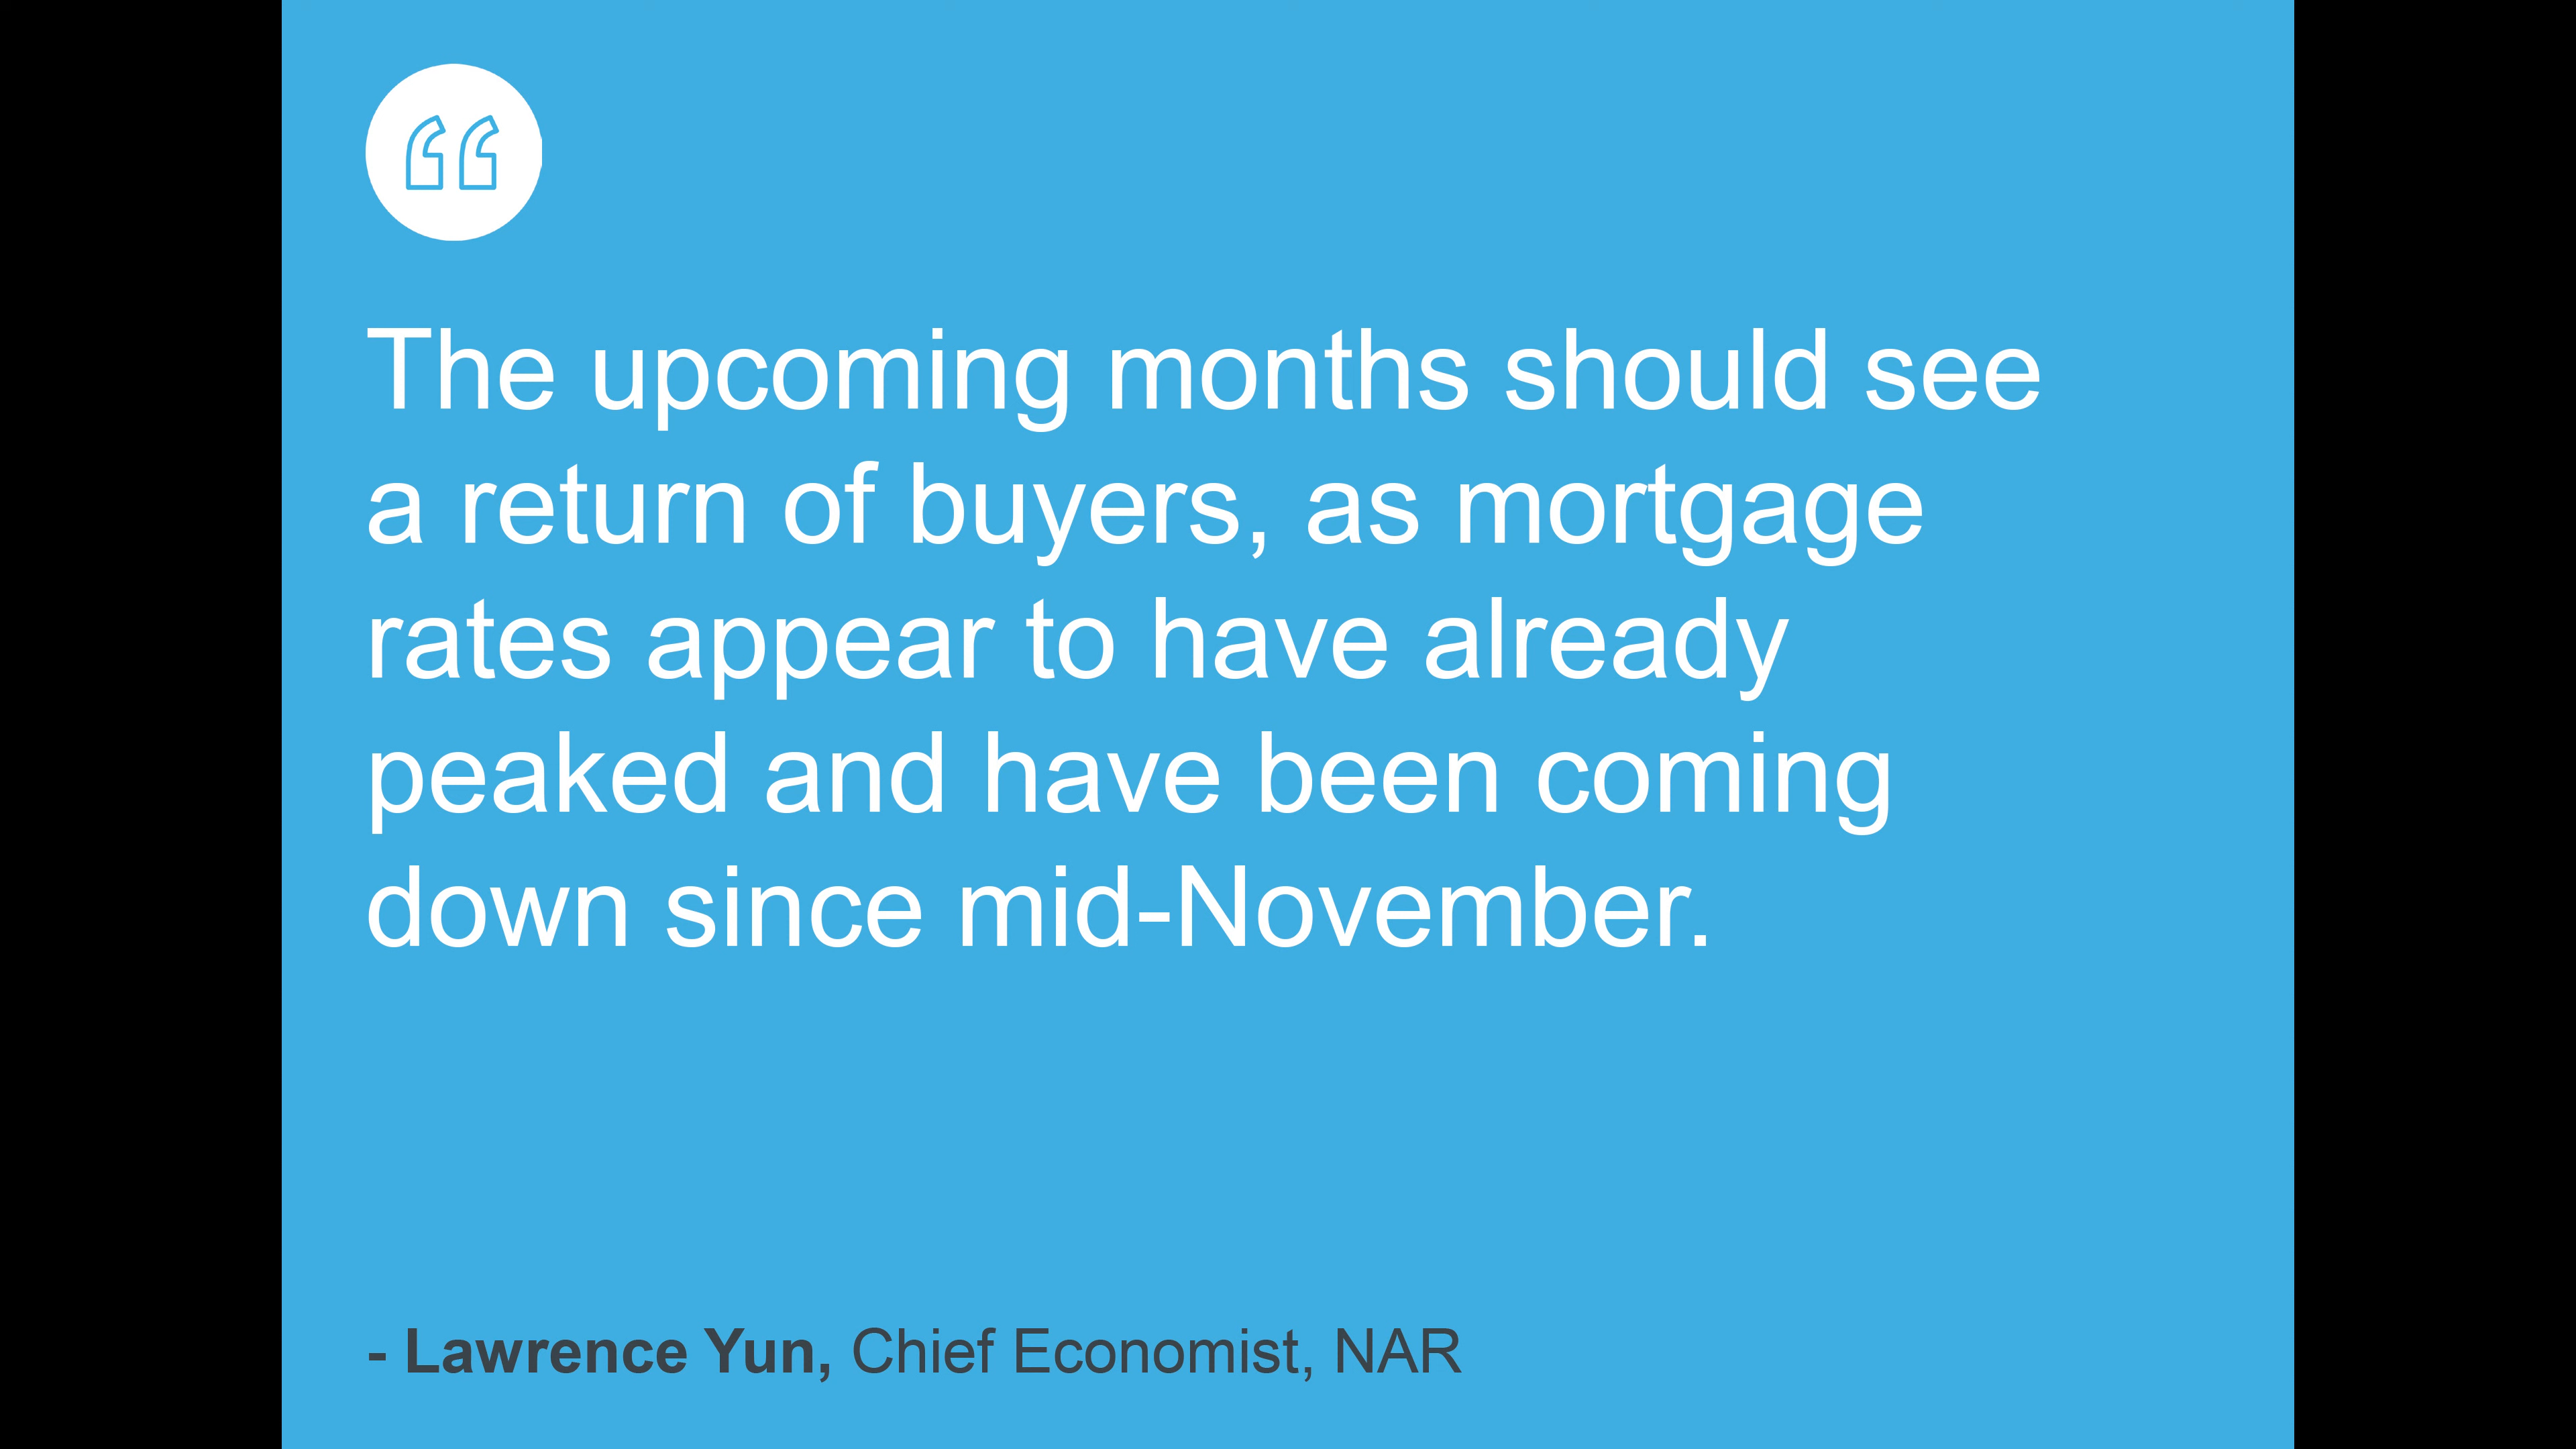 “
The upcoming months should see
a return of buyers, as mortgage
rates appear to have already
peaked and have been coming
down since mid-November.
- Lawrence Yun, Chief Economist, NAR